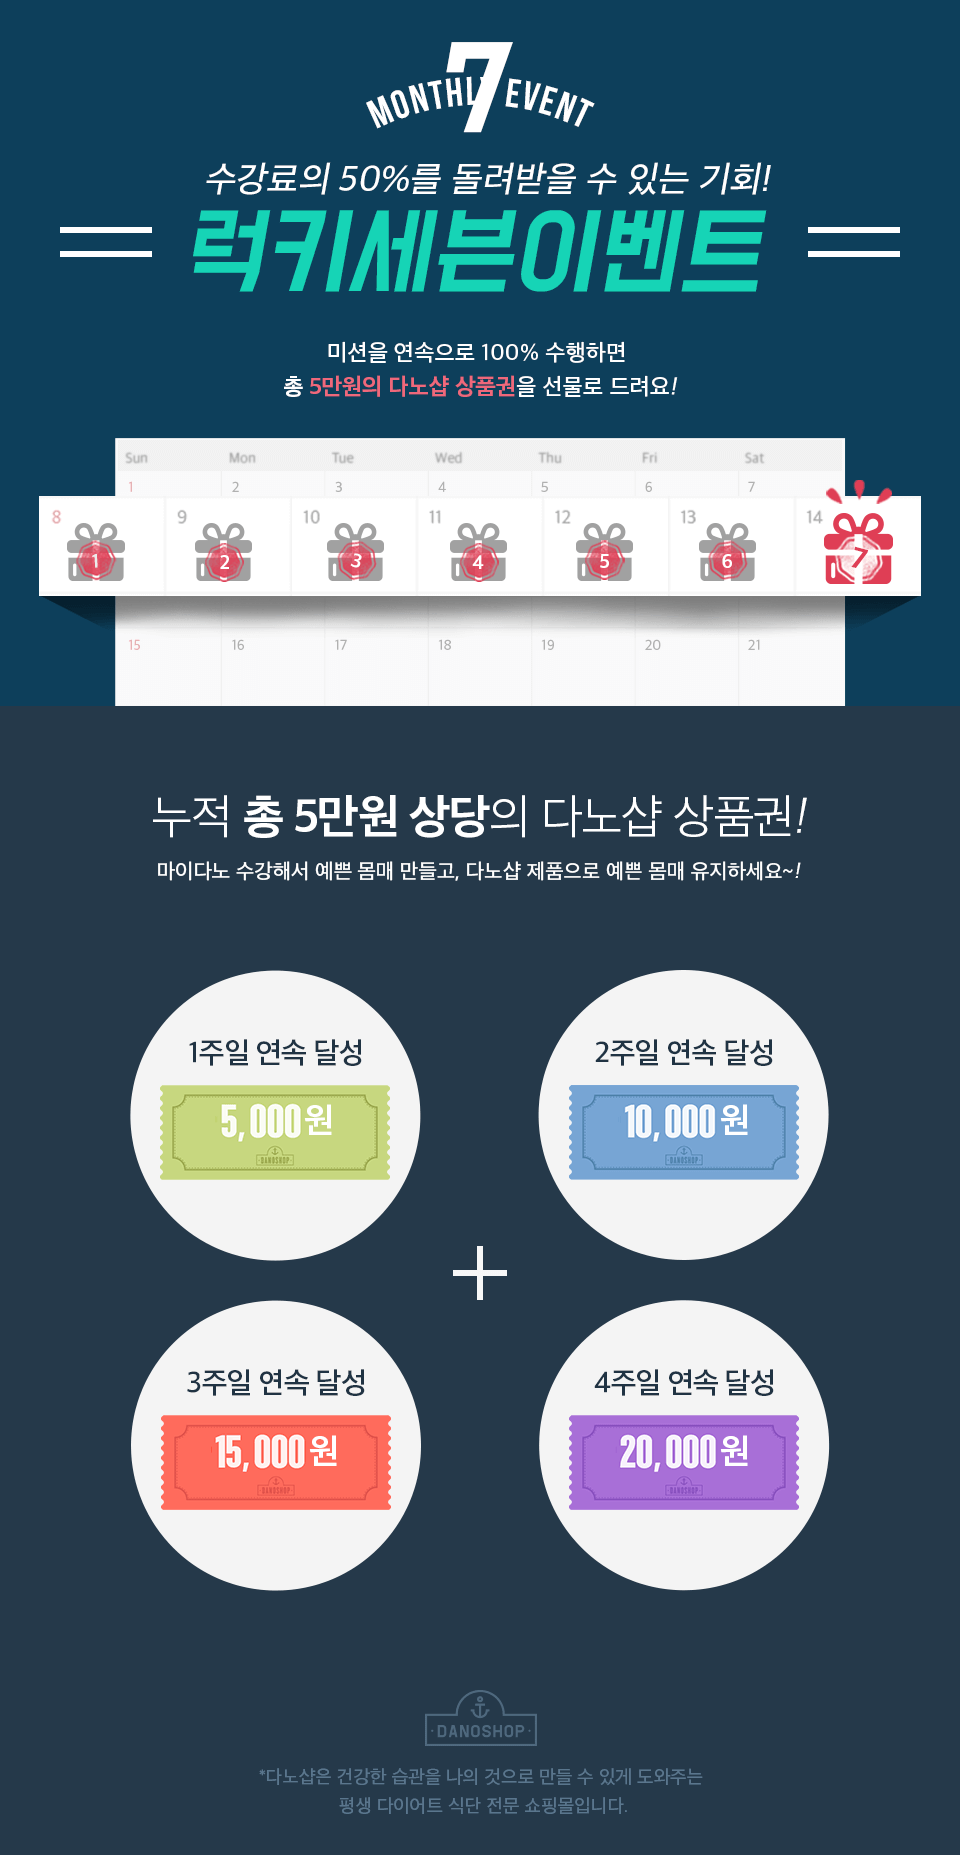 7
MONTHLY EVENT
수강료의 50%를 돌려받을 수 있는 기회!
럭키세븐이벤트
미션을 연속으로 100% 수행하면
총 5만원의 다노샵 상품권을 선물로 드려요!
Sun Mon Tue Wed Thu Fri Sat
1 2 3 4 5 6 7
8 9 10 11 12 13 14
1 2 3 4 5 6 7
15 16 17 18 19 20 21
누적 총 5만원 상당의 다노샵 상품권!
마이다노 수강해서 예쁜 몸매 만들고, 다노샵 제품으로 예쁜 몸매 유지하세요~!
1주일 연속 달성
5,000원
DANOSHOP
2주일 연속 달성
10,000원
DANOSHOP
3주일 연속 달성
15,000원
DANOSHOP
4주일 연속 달성
20,000원
DANOSHOP
·DANOSHOP·
*다노샵은 건강한 습관을 나의 것으로 만들 수 있게 도와주는
평생 다이어트 식단 전문 쇼핑몰입니다.